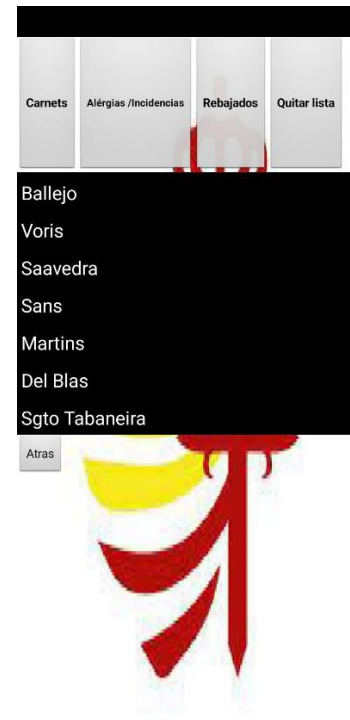 Carnets Alérgias /Incidencias Rebajados Quitar lista
Ballejo
Voris
Saavedra
Sans
Martins
Del Blas
Sgto Tabaneira
Atras